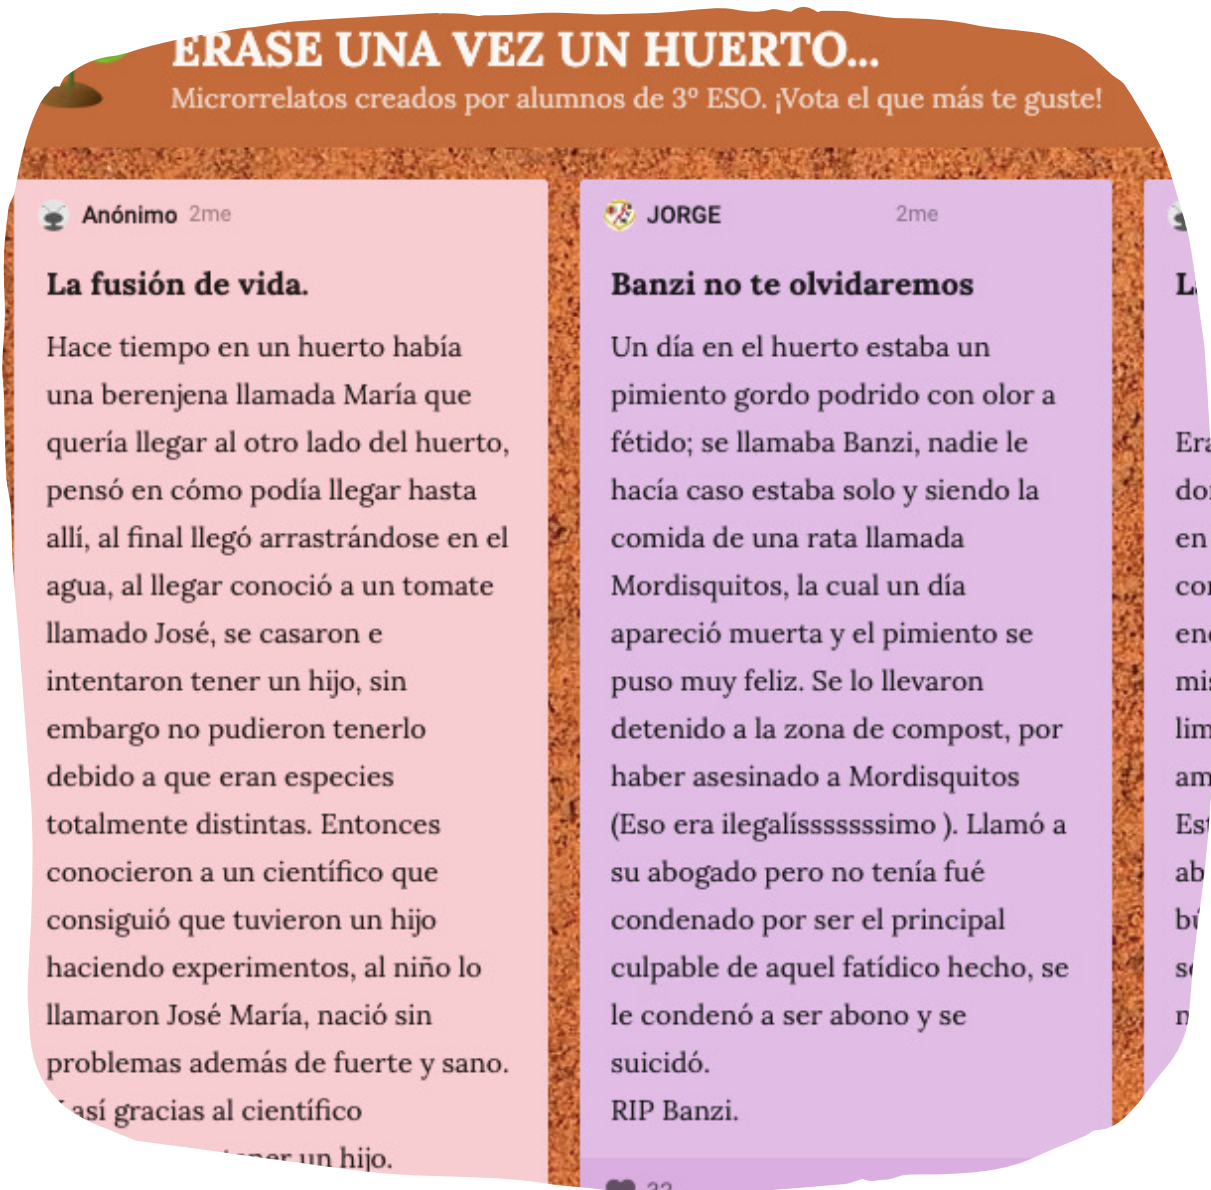 ERASE UNA VEZ UN HUERTO...
Microrrelatos creados por alumnos de 3º ESO. ¡Vota el que más te guste!
Anónimo 2me
La fusión de vida.
Hace tiempo en un huerto había
una berenjena llamada María que
quería llegar al otro lado del huerto,
pensó en cómo podía llegar hasta
allí, al final llegó arrastrándose en el
agua, al llegar conoció a un tomate
llamado José, se casaron e
intentaron tener un hijo, sin
embargo no pudieron tenerlo
debido a que eran especies
totalmente distintas. Entonces
conocieron a un científico que
consiguió que tuvieron un hijo
haciendo experimentos, al niño lo
llamaron José María, nació sin
problemas además de fuerte y sano.
así gracias al científico
un hijo.
JORGE 2me
Banzi no te olvidaremos
Un día en el huerto estaba un
pimiento gordo podrido con olor a
fétido; se llamaba Banzi, nadie le
hacía caso estaba solo y siendo la
comida de una rata llamada
Mordisquitos, la cual un día
apareció muerta y el pimiento se
puso muy feliz. Se lo llevaron
detenido a la zona de compost, por
haber asesinado a Mordisquitos
(Eso era ilegalísssssssimo ). Llamó a
su abogado pero no tenía fué
condenado por ser el principal
culpable de aquel fatídico hecho, se
le condenó a ser abono y se
suicidó.
RIP Banzi.
en